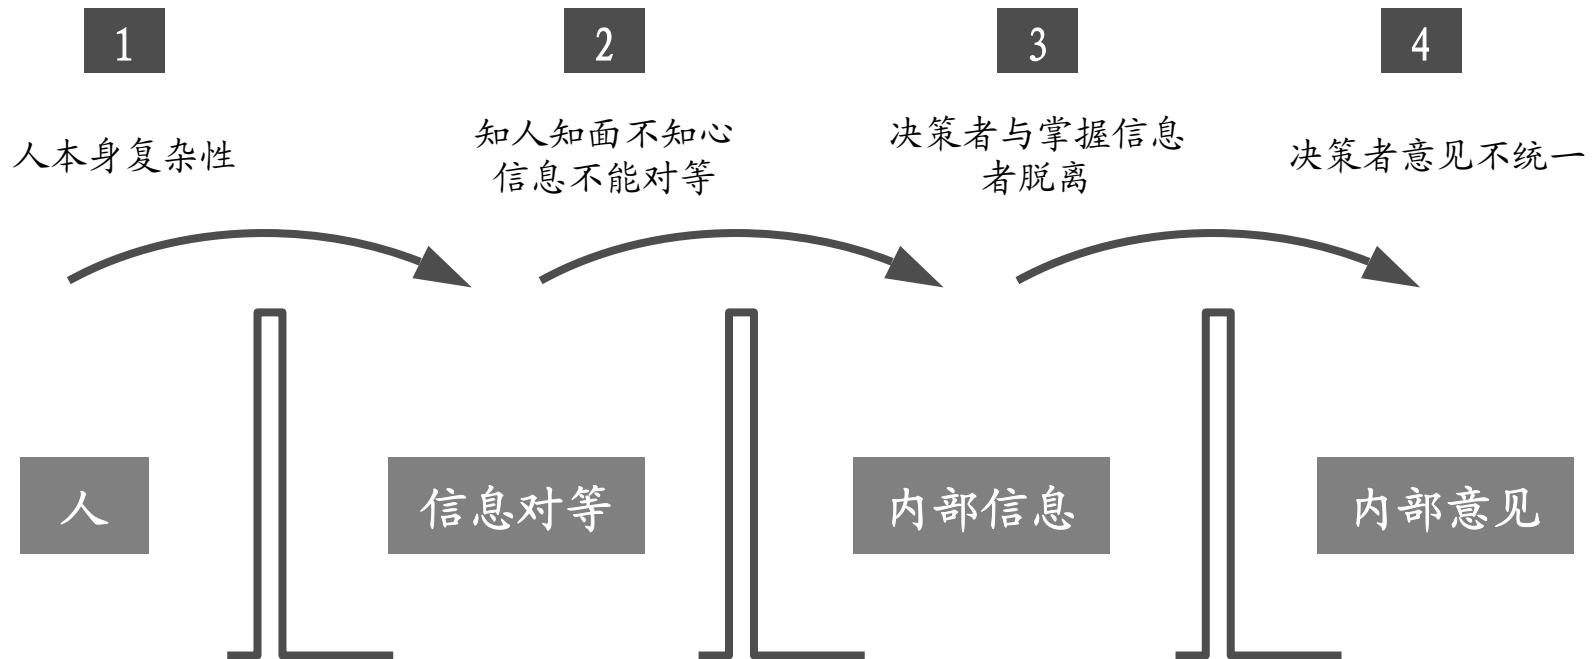 1
人本身复杂性
2
知人知面不知心
信息不能对等
3
决策者与掌握信息
者脱离
4
决策者意见不统一
人
信息对等
内部信息
内部意见